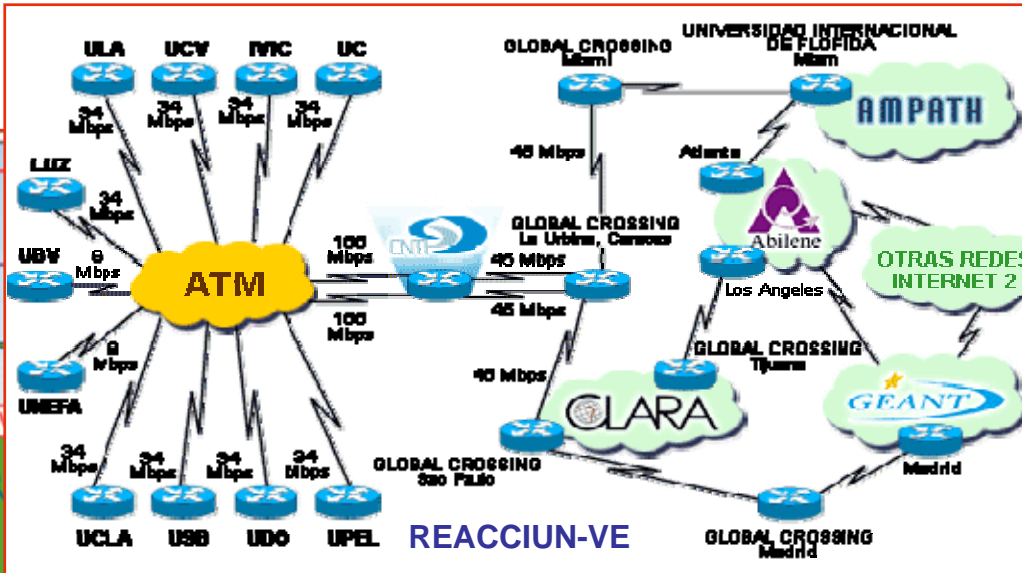 ULA
UCV
IVIC
UC
34
Mbps
34
Mbps
34
Mbps
34
Mbps
LUZ
34
Mbps
UBV
Mbps
UNEFA
Mbps
ATM
34
Mbps
34
Mbps
34
Mbps
34
Mbps
UCLA
USB
UDO
UPEL
100
Mbps
100
Mbps
45 Mbps
45 Mbps
GLOBAL CROSSING
La Urbina, Caracas
45 Mbps
GLOBAL CROSSING
Miami
UNIVERSIDAD INTERNACIONAL
DE FLORIDA
Miami
AMPATH
Atlanta
Abilene
Los Angeles
OTRAS REDES
INTERNET 2
GLOBAL CROSSING
Tijuana
45 Mbps
CLARA
GEANT
Madrid
GLOBAL CROSSING
Sao Paulo
GLOBAL CROSSING
Madrid
REACCIUN-VE